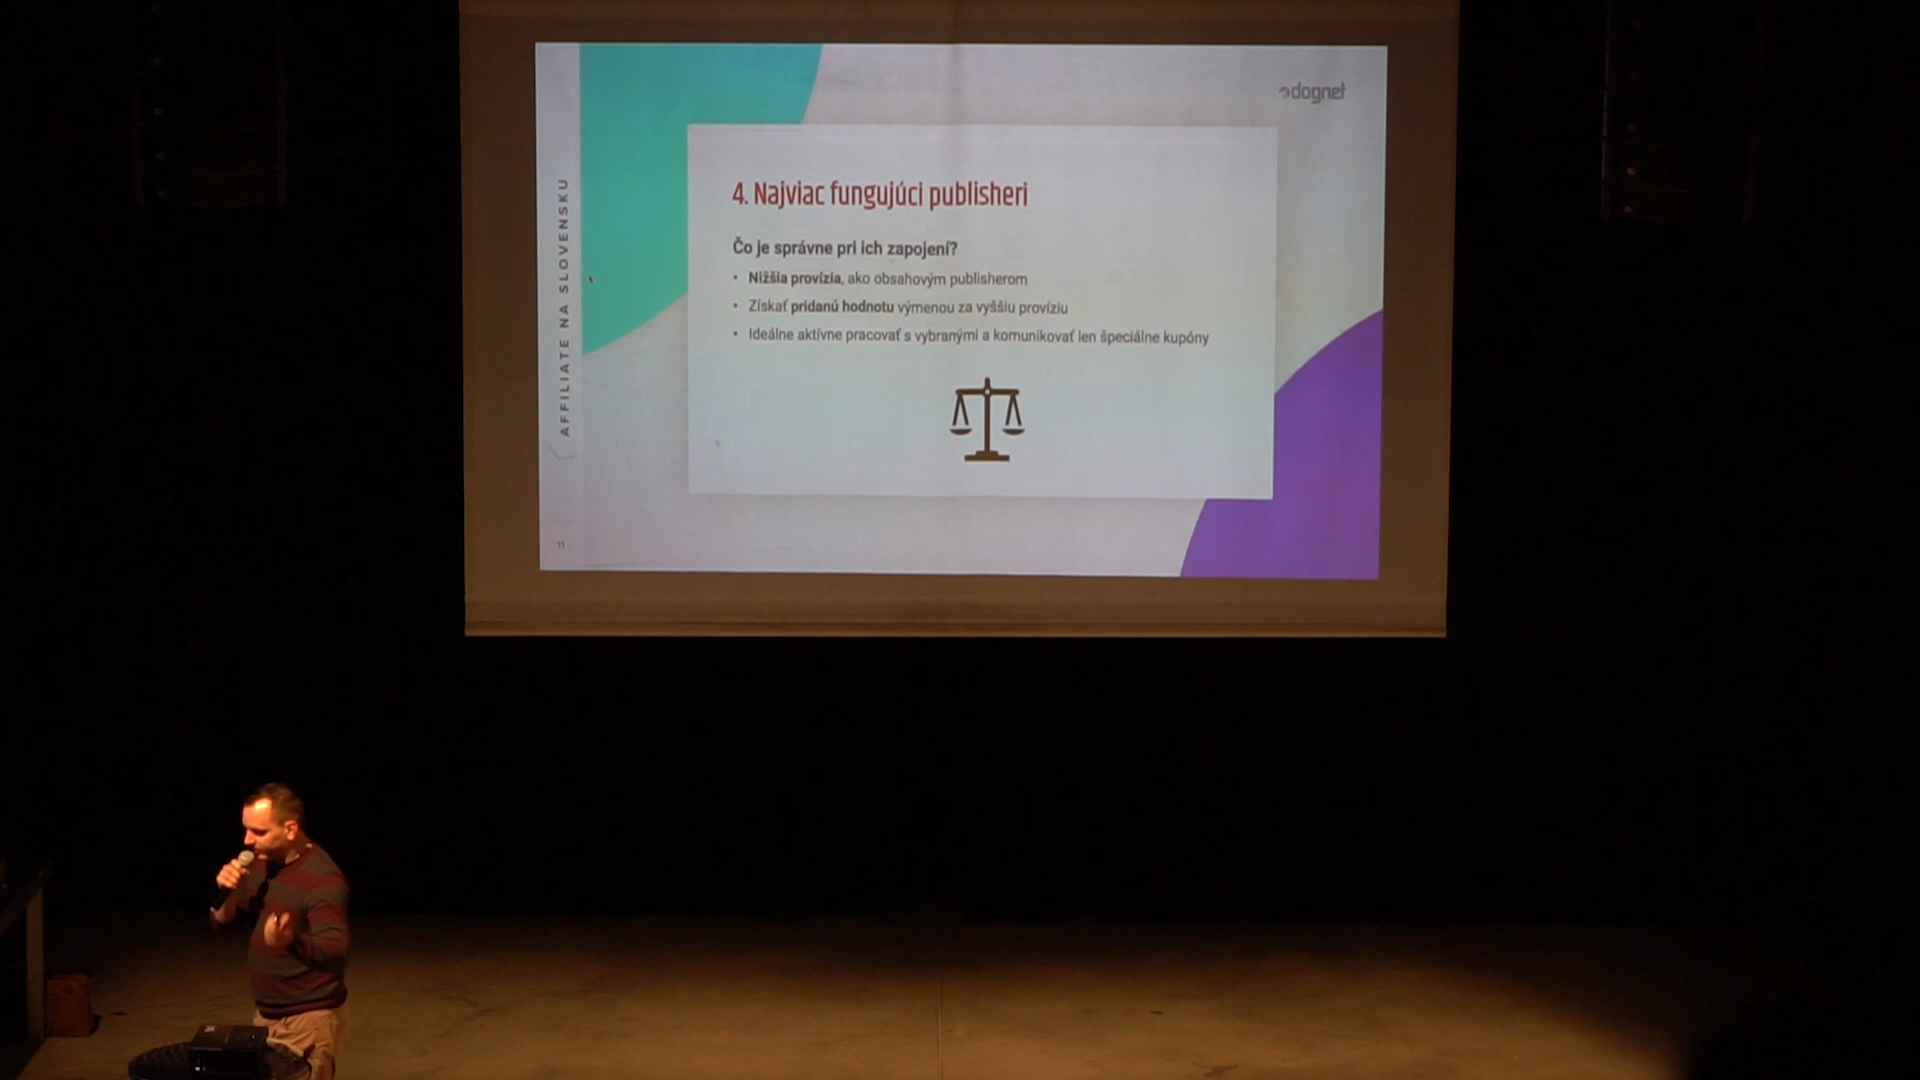 dognet
AFFILIATE NA SLOVENSKU
4. Najviac fungujúci publisheri
Čo je správne pri ich zapojení?
• Nižšia provízia, ako obsahovým publisherom
• Získať pridanú hodnotu výmenou za vyššiu províziu
• Ideálne aktívne pracovať s vybranými a komunikovať len špeciálne kupóny
11